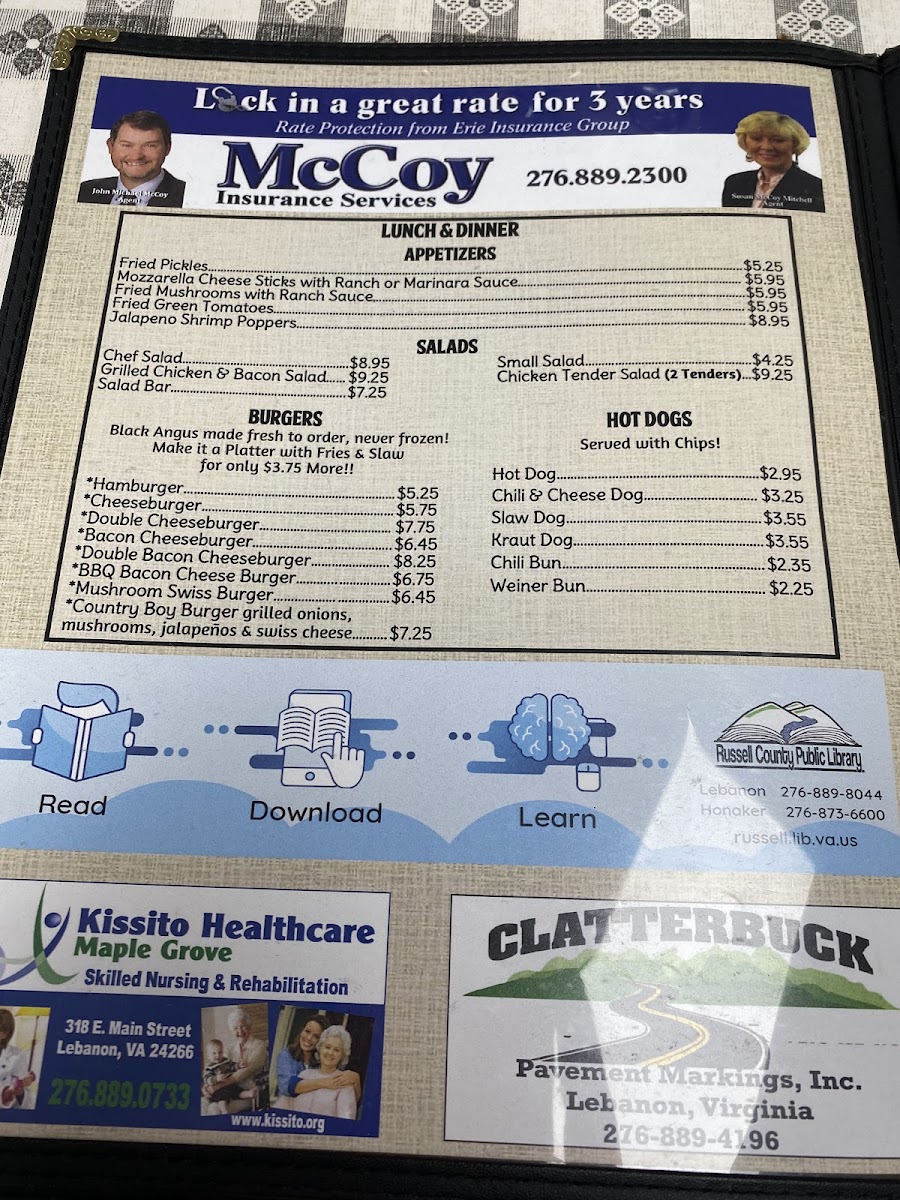 Lock in a great rate for 3 years
Rate Protection from Erie Insurance Group
McCoy
Insurance Services
276.889.2300
John Michael McCoy
Agent
Susan McCoy Mitchell
Agent
LUNCH & DINNER
APPETIZERS
Fried Pickles $5.25
Mozzarella Cheese Sticks with Ranch or Marinara Sauce $5.95
Fried Mushrooms with Ranch Sauce $5.95
Fried Green Tomatoes $5.95
Jalapeno Shrimp Poppers $8.95
SALADS
Chef Salad $8.95
Grilled Chicken & Bacon Salad $9.25
Salad Bar $7.25
Small Salad $4.25
Chicken Tender Salad (2 Tenders) $9.25
BURGERS
Black Angus made fresh to order, never frozen!
Make it a Platter with Fries & Slaw
for only $3.75 More!!
*Hamburger $5.25
*Cheeseburger $5.75
*Double Cheeseburger $7.75
*Bacon Cheeseburger $6.45
*Double Bacon Cheeseburger $8.25
*BBQ Bacon Cheese Burger $6.75
*Mushroom Swiss Burger $6.45
*Country Boy Burger grilled onions,
mushrooms, jalapeños & swiss cheese $7.25
HOT DOGS
Served with Chips!
Hot Dog $2.95
Chili & Cheese Dog $3.25
Slaw Dog $3.55
Kraut Dog $3.55
Chili Bun $2.35
Weiner Bun $2.25
Read
Download
Learn
Russell County Public Library
Lebanon 276-889-8044
Honaker 276-873-6600
russell.lib.va.us
Kissito Healthcare
Maple Grove
Skilled Nursing & Rehabilitation
318 E. Main Street
Lebanon, VA 24266
276.889.0733
www.kissito.org
CLATTERBUCK
Pavement Markings, Inc.
Lebanon, Virginia
276-889-4196